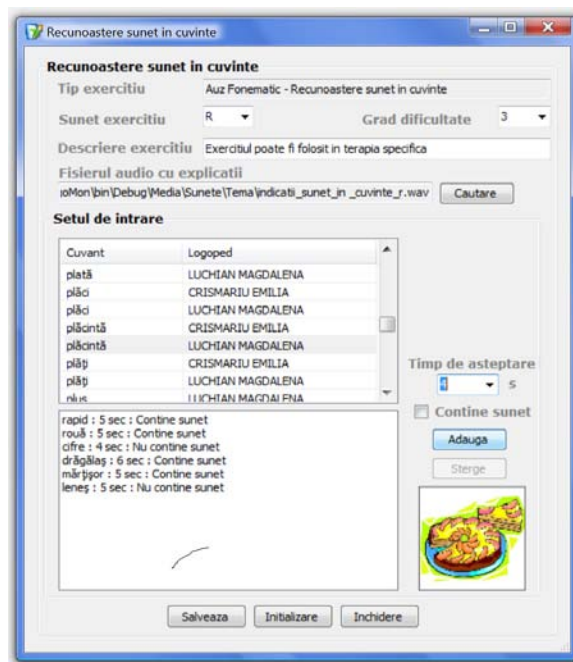 Recunoastere sunet in cuvinte
Recunoastere sunet in cuvinte
Tip exercitiu Auz Fonematic - Recunoastere sunet in cuvinte
Sunet exercitiu R Grad dificultate 3
Descriere exercitiu Exercitiul poate fi folosit in terapia specifica
Fisierul audio cu explicatii
ɔMon\bin\Debug\Media\Sunete\Tema\indicatii_sunet_in _cuvinte_r.wav Cautare
Setul de intrare
Cuvant Logoped
plată LUCHIAN MAGDALENA
plăci CRISMARIU EMILIA
plăci LUCHIAN MAGDALENA
plăcintă CRISMARIU EMILIA
plăcintă LUCHIAN MAGDALENA
plăţi CRISMARIU EMILIA
plăţi LUCHIAN MAGDALENA
plus LUCHIAN MAGDALENA
Timp de asteptare
4 s
Contine sunet
Adauga
Sterge
rapid : 5 sec : Contine sunet
rouă : 5 sec : Contine sunet
cifre : 4 sec : Nu contine sunet
drăgălaş : 6 sec : Contine sunet
mărţişor : 5 sec : Contine sunet
leneş : 5 sec : Nu contine sunet
Salveaza Initializare Inchidere